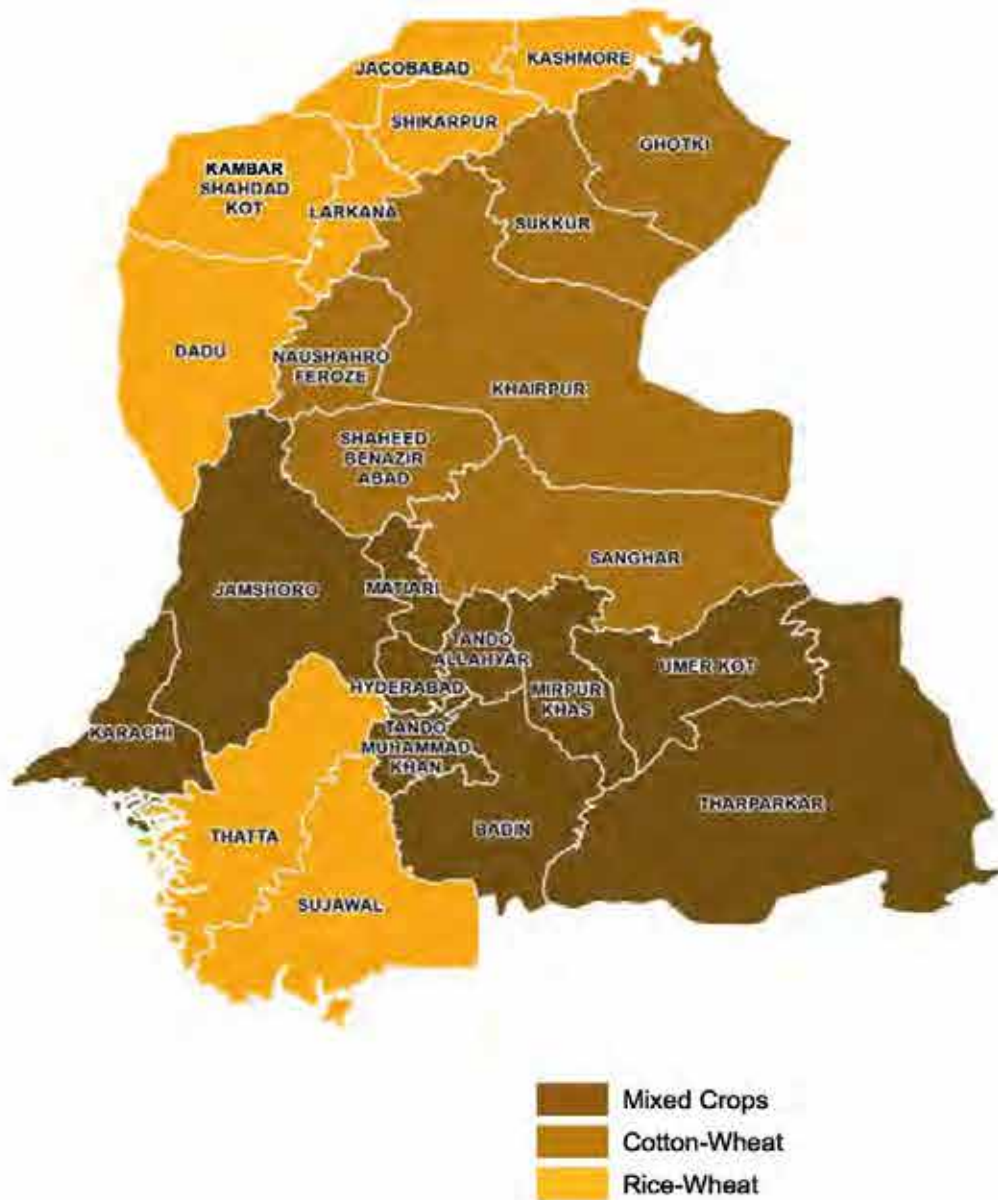 JACOBABAD
KASHMORE
SHIKARPUR
GHOTKI
KAMBAR
SHAHDAD
KOT
LARKANA
SUKKUR
DADU
NAUSHAHRO
FEROZE
KHAIRPUR
SHAHEED
BENAZIR
ABAD
SANGHAR
JAMSHORO
MATIARI
TANDO
ALLAHYAR
UMER KOT
HYDERABAD
MIRPUR
KHAS
KARACHI
TANDO
MUHAMMAD
KHAN
THARPARKAR
THATTA
BADIN
SUJAWAL
Mixed Crops
Cotton-Wheat
Rice-Wheat